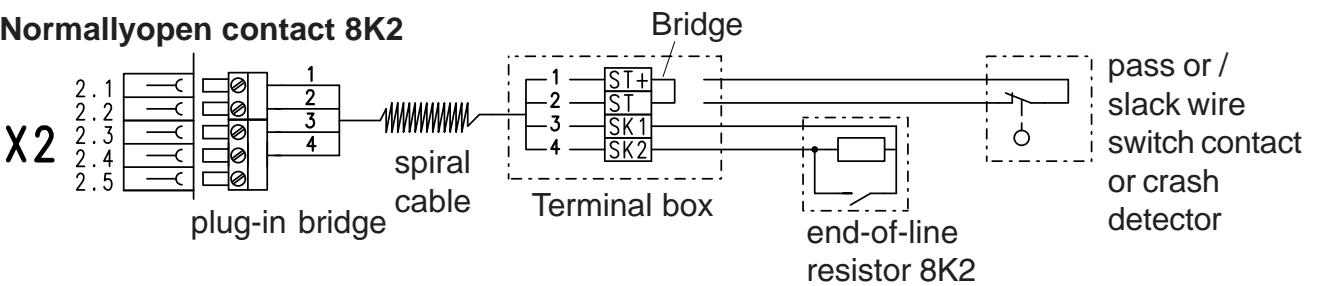 Normallyopen contact 8K2
Bridge
X2
2.1
2.2
2.3
2.4
2.5
1
2
3
4
plug-in bridge
spiral
cable
1 ST+
2 ST
3 SK1
4 SK2
Terminal box
end-of-line
resistor 8K2
pass or /
slack wire
switch contact
or crash
detector